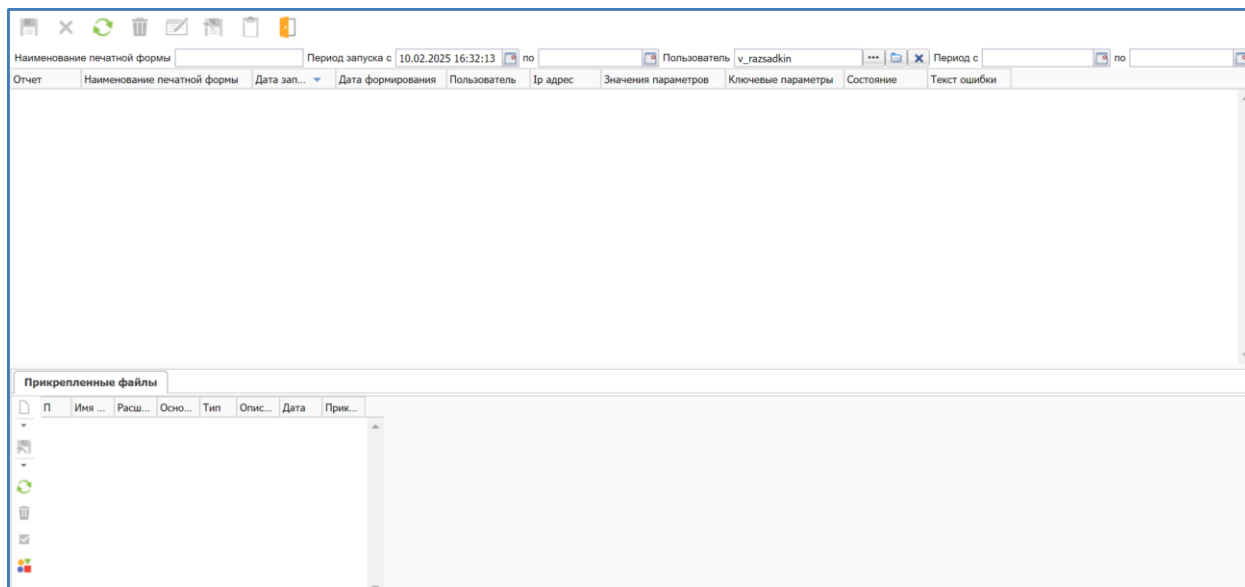 Наименование печатной формы Период запуска с 10.02.2025 16:32:13 по Пользователь v_razsadkin ... Период с по
Отчет Наименование печатной формы Дата зап... Дата формирования Пользователь Ip адрес Значения параметров Ключевые параметры Состояние Текст ошибки
Прикрепленные файлы
П Имя ... Расш... Осно... Тип Опис... Дата Прик...